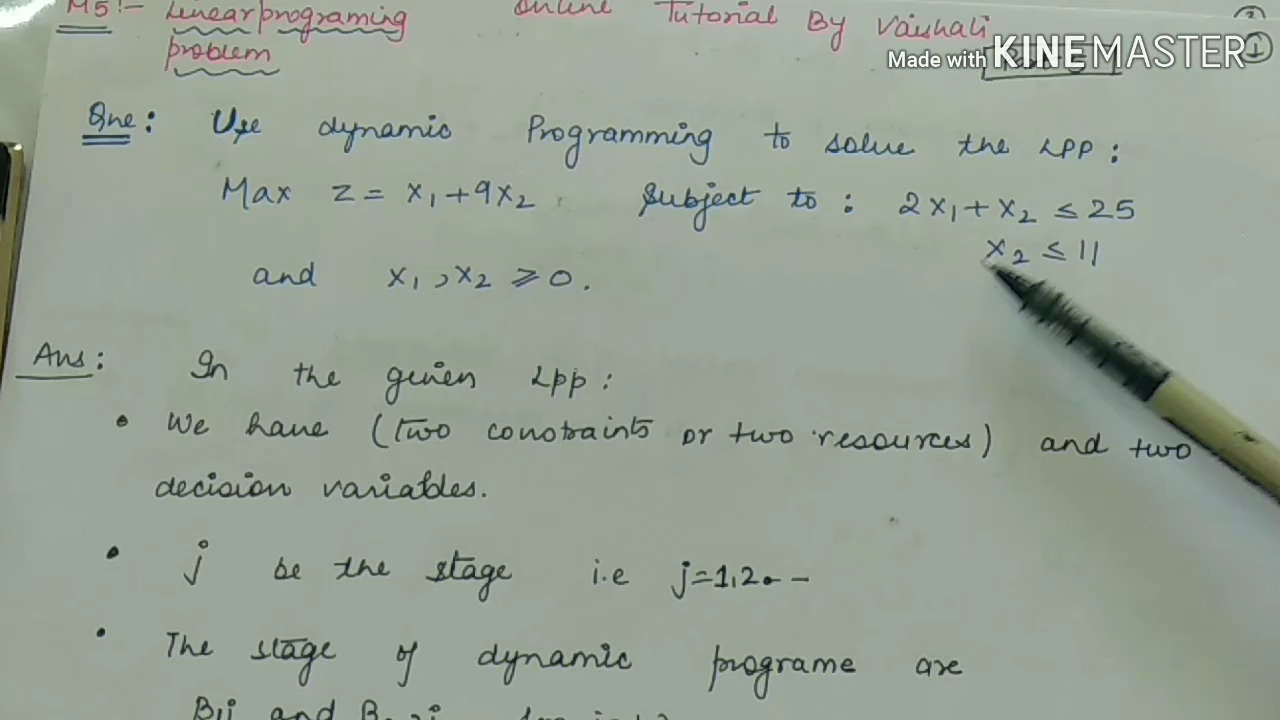 M5:- Linear programing Online Tutorial By Vaishali
problem
Made with KINEMASTER
Que: Use dynamic Programming to solve the LPP:
Max Z = x1 + 9x2 Subject to: 2x1 + x2 ≤ 25
x2 ≤ 11
and x1, x2 ≥ 0.
Ans: In the given Lpp:
• We have (two constraints or two resources) and two
decision variables.
• j be the stage i.e j=1,2 - -
• The stage of dynamic programe are
B1j and